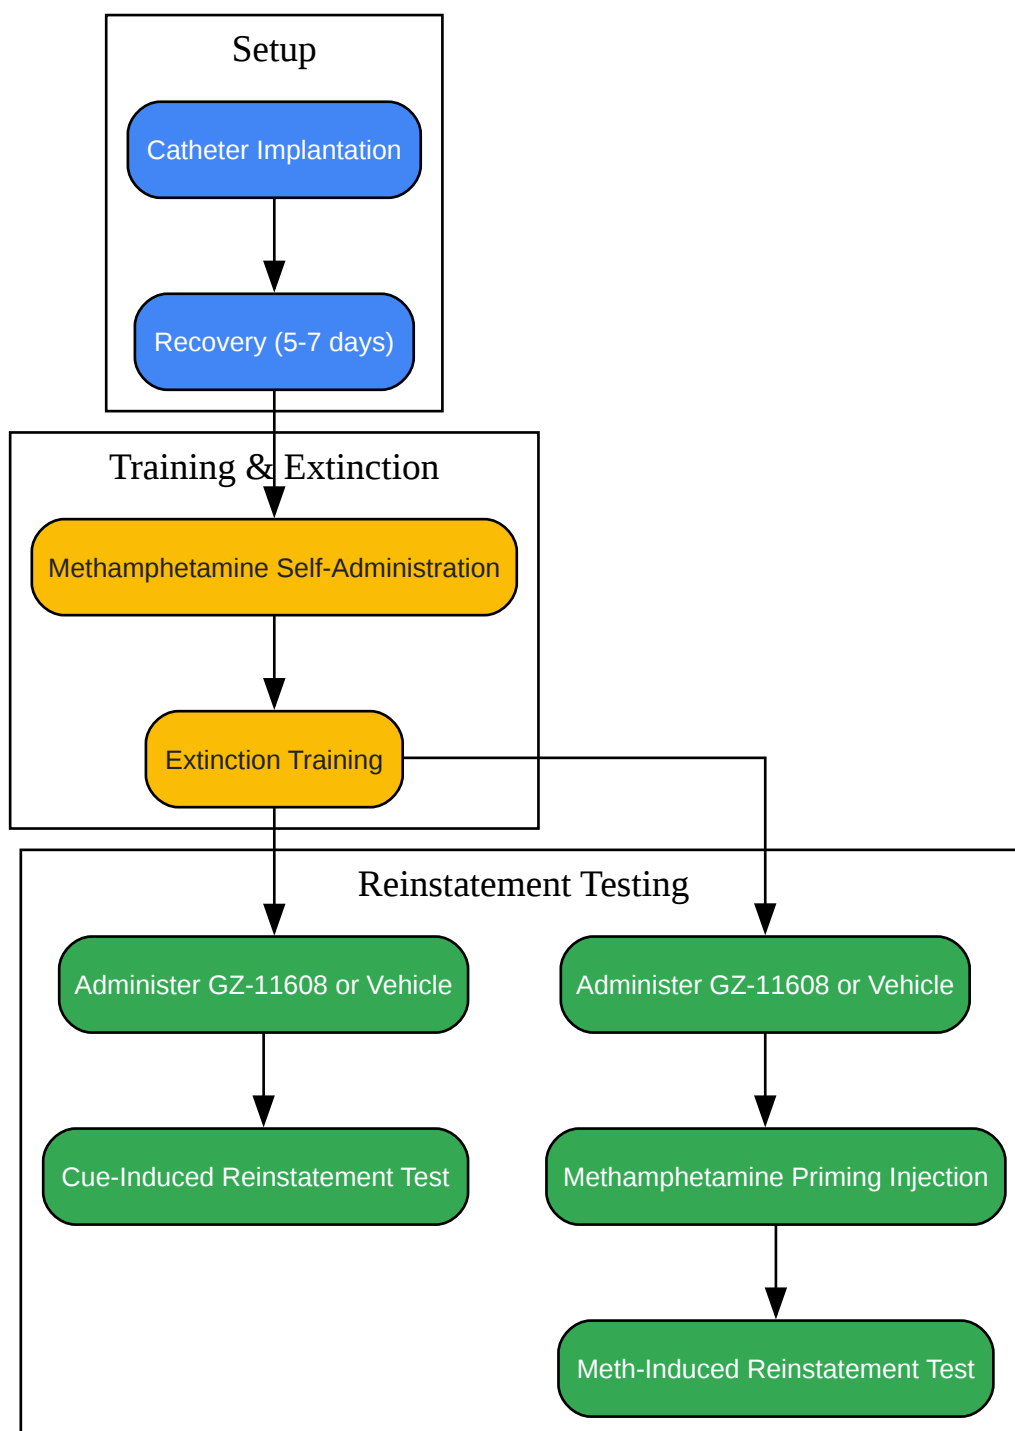 Setup
Catheter Implantation
Recovery (5-7 days)
Training & Extinction
Methamphetamine Self-Administration
Extinction Training
Reinstatement Testing
Administer GZ-11608 or Vehicle
Administer GZ-11608 or Vehicle
Cue-Induced Reinstatement Test
Methamphetamine Priming Injection
Meth-Induced Reinstatement Test